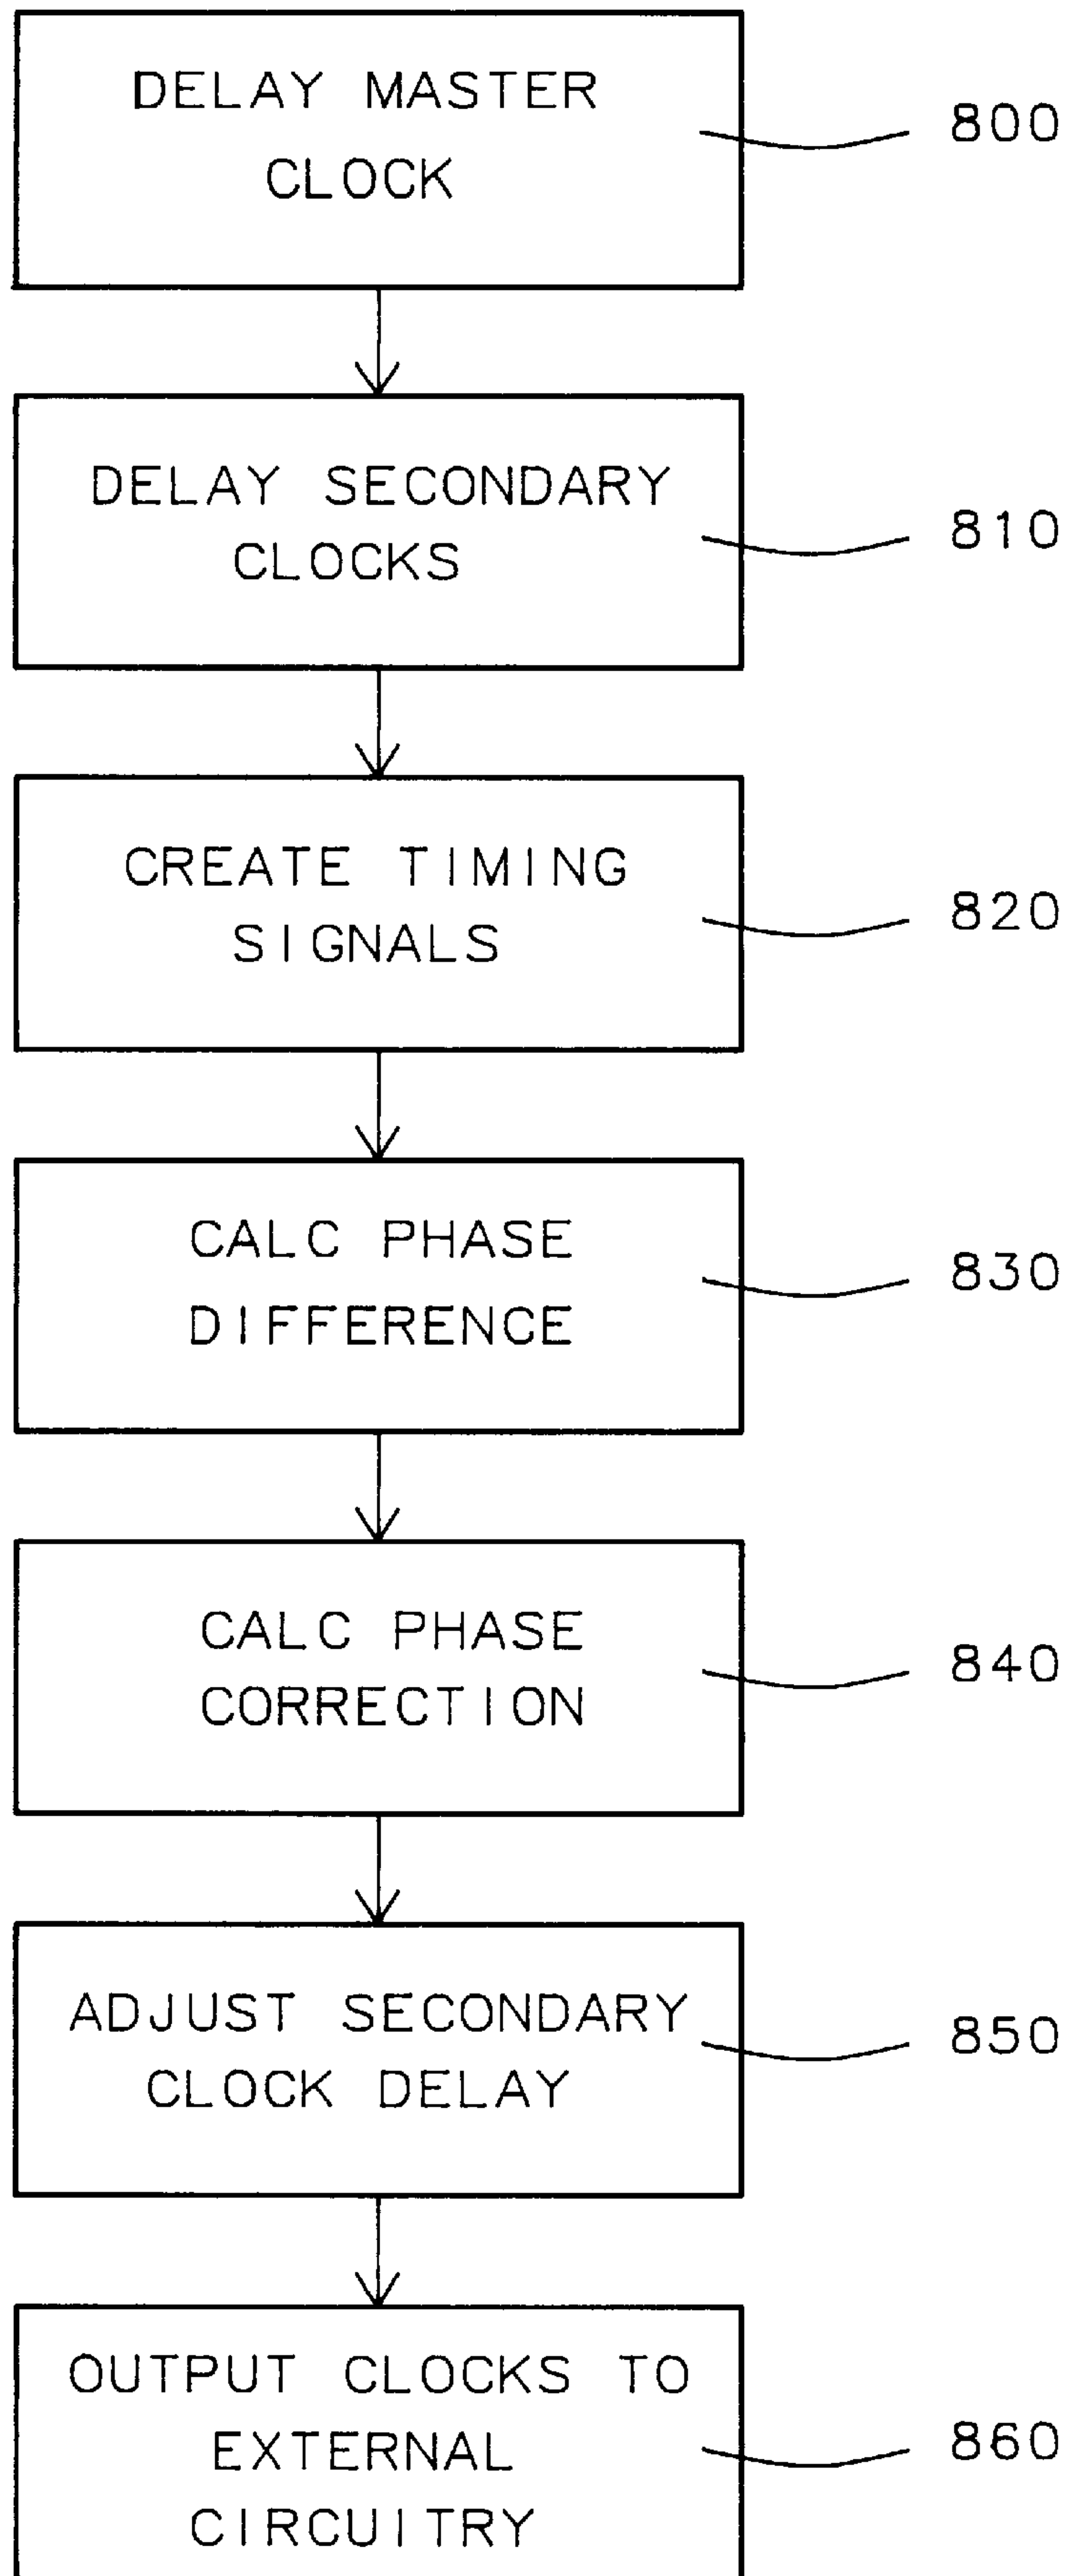 DELAY MASTER
CLOCK
800
DELAY SECONDARY
CLOCKS
810
CREATE TIMING
SIGNALS
820
CALC PHASE
DIFFERENCE
830
CALC PHASE
CORRECTION
840
ADJUST SECONDARY
CLOCK DELAY
850
OUTPUT CLOCKS TO
EXTERNAL
CIRCUITRY
860